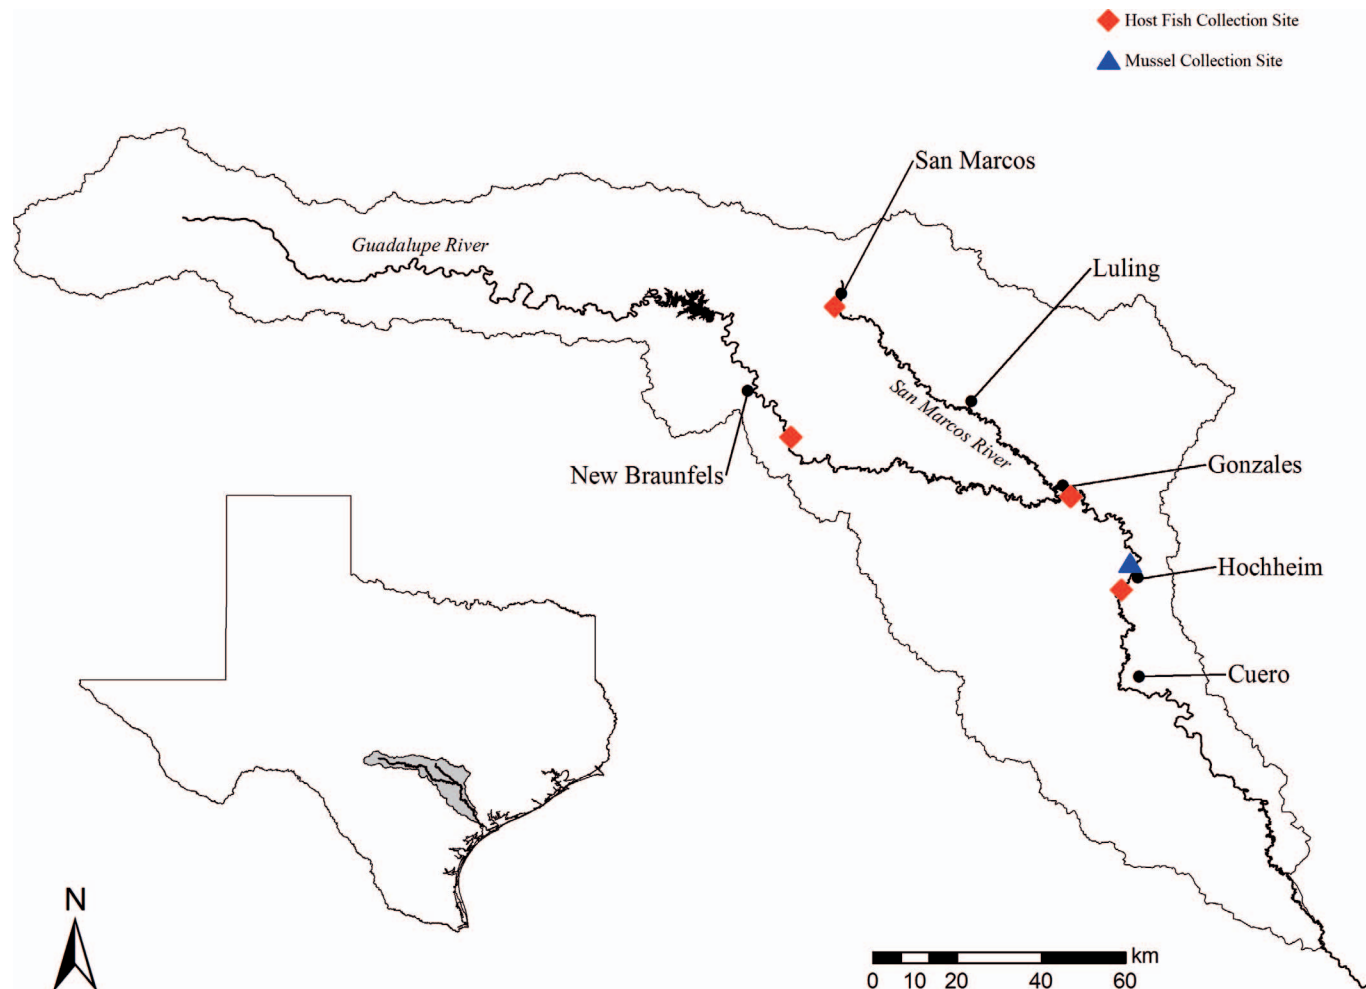 Host Fish Collection Site
Mussel Collection Site
San Marcos
Guadalupe River
Luling
San Marcos River
New Braunfels
Gonzales
Hochheim
Cuero
N
km
0 10 20 40 60